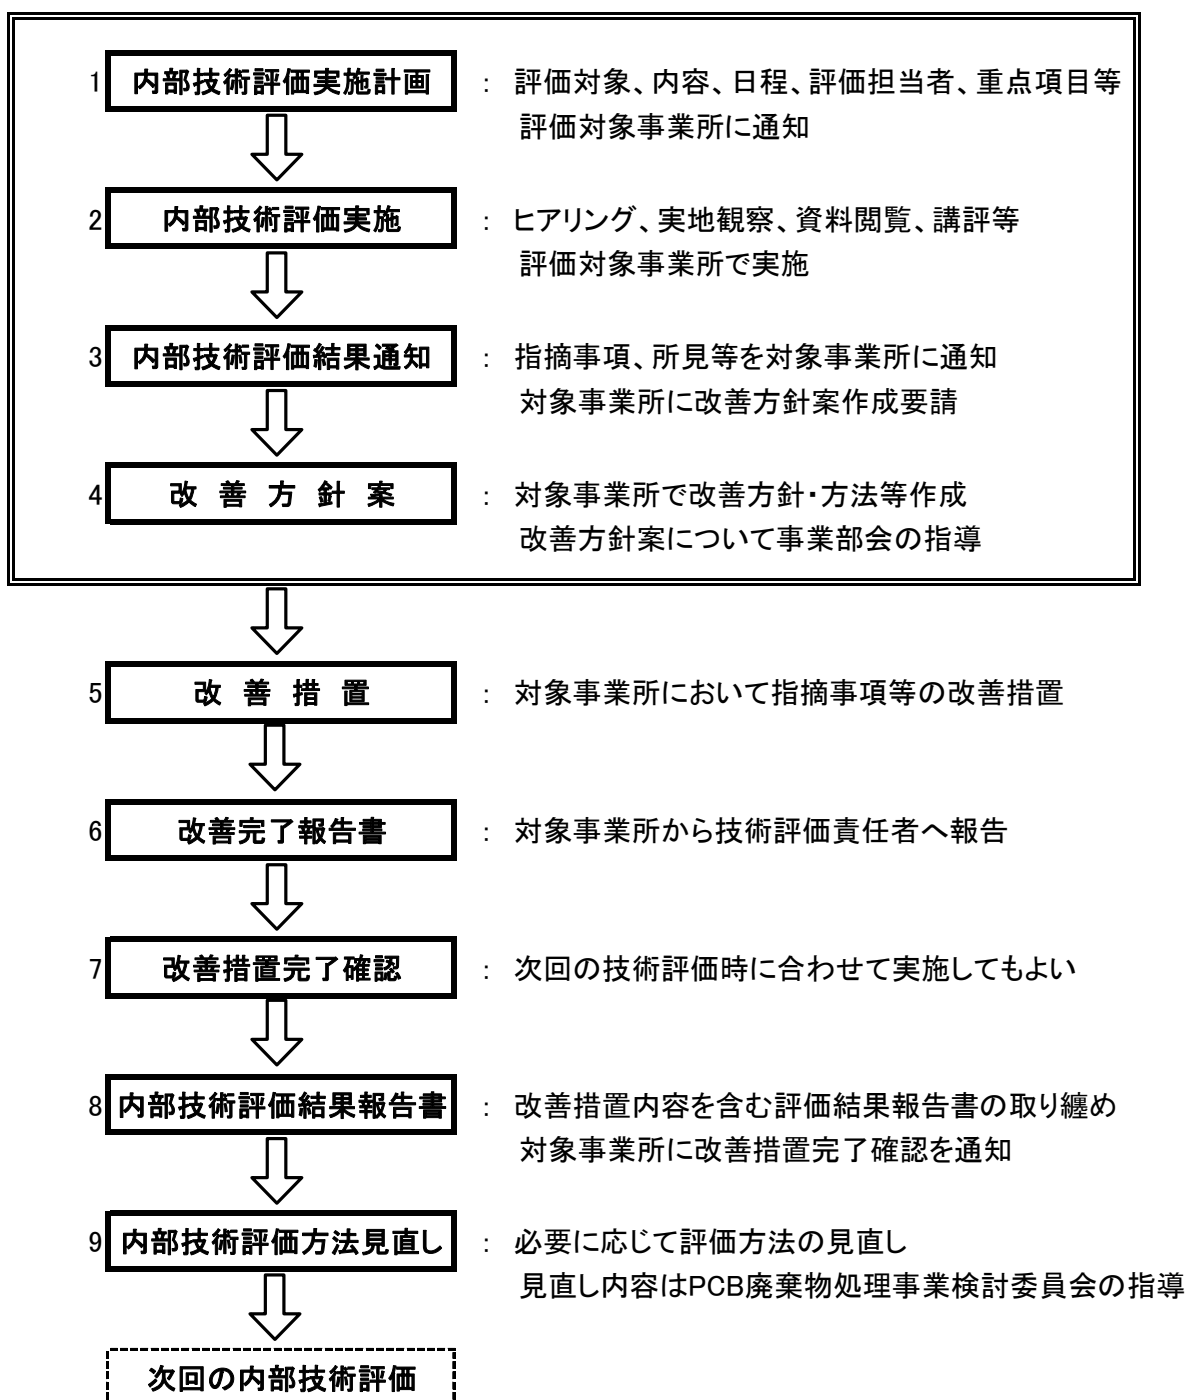 1 内部技術評価実施計画 : 評価対象、内容、日程、評価担当者、重点項目等
評価対象事業所に通知
2 内部技術評価実施 : ヒアリング、実地観察、資料閲覧、講評等
評価対象事業所で実施
3 内部技術評価結果通知 : 指摘事項、所見等を対象事業所に通知
対象事業所に改善方針案作成要請
4 改 善 方 針 案 : 対象事業所で改善方針・方法等作成
改善方針案について事業部会の指導
5 改 善 措 置 : 対象事業所において指摘事項等の改善措置
6 改善完了報告書 : 対象事業所から技術評価責任者へ報告
7 改善措置完了確認 : 次回の技術評価時に合わせて実施してもよい
8 内部技術評価結果報告書 : 改善措置内容を含む評価結果報告書の取り纏め
対象事業所に改善措置完了確認を通知
9 内部技術評価方法見直し : 必要に応じて評価方法の見直し
見直し内容はPCB廃棄物処理事業検討委員会の指導
次回の内部技術評価